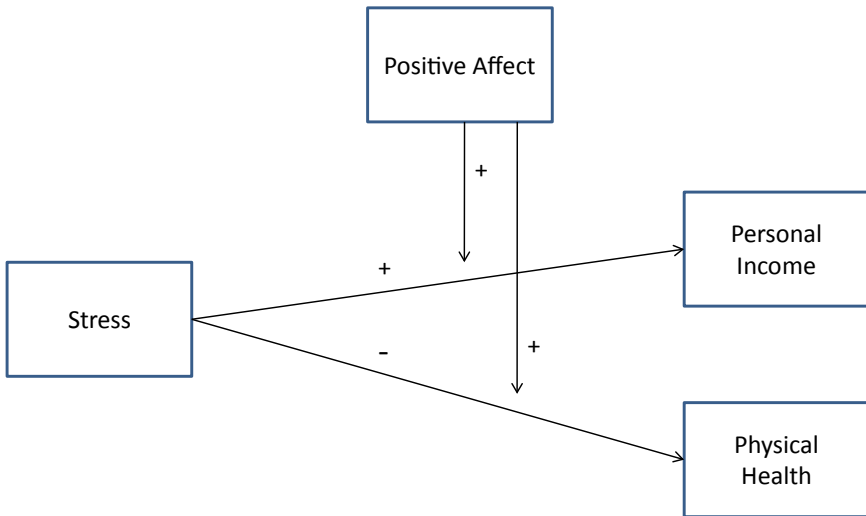 Positive Affect
+
Personal
Income
+
Stress
-
+
Physical
Health